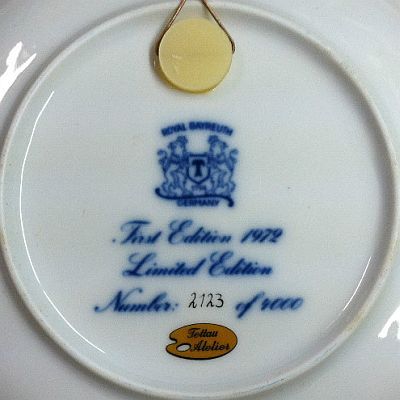 ROYAL BAYREUTH
T
GERMANY
First Edition 1972
Limited Edition
Number: 2123 of 4000
Tettau
Atelier